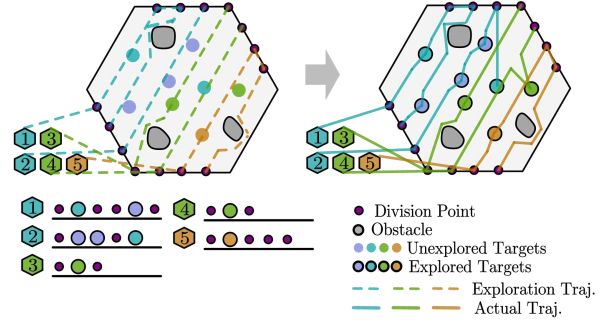 1 3
2 4 5
1 3
2 4 5
1
2
3
4
5
Division Point
Obstacle
Unexplored Targets
Explored Targets
Exploration Traj.
Actual Traj.